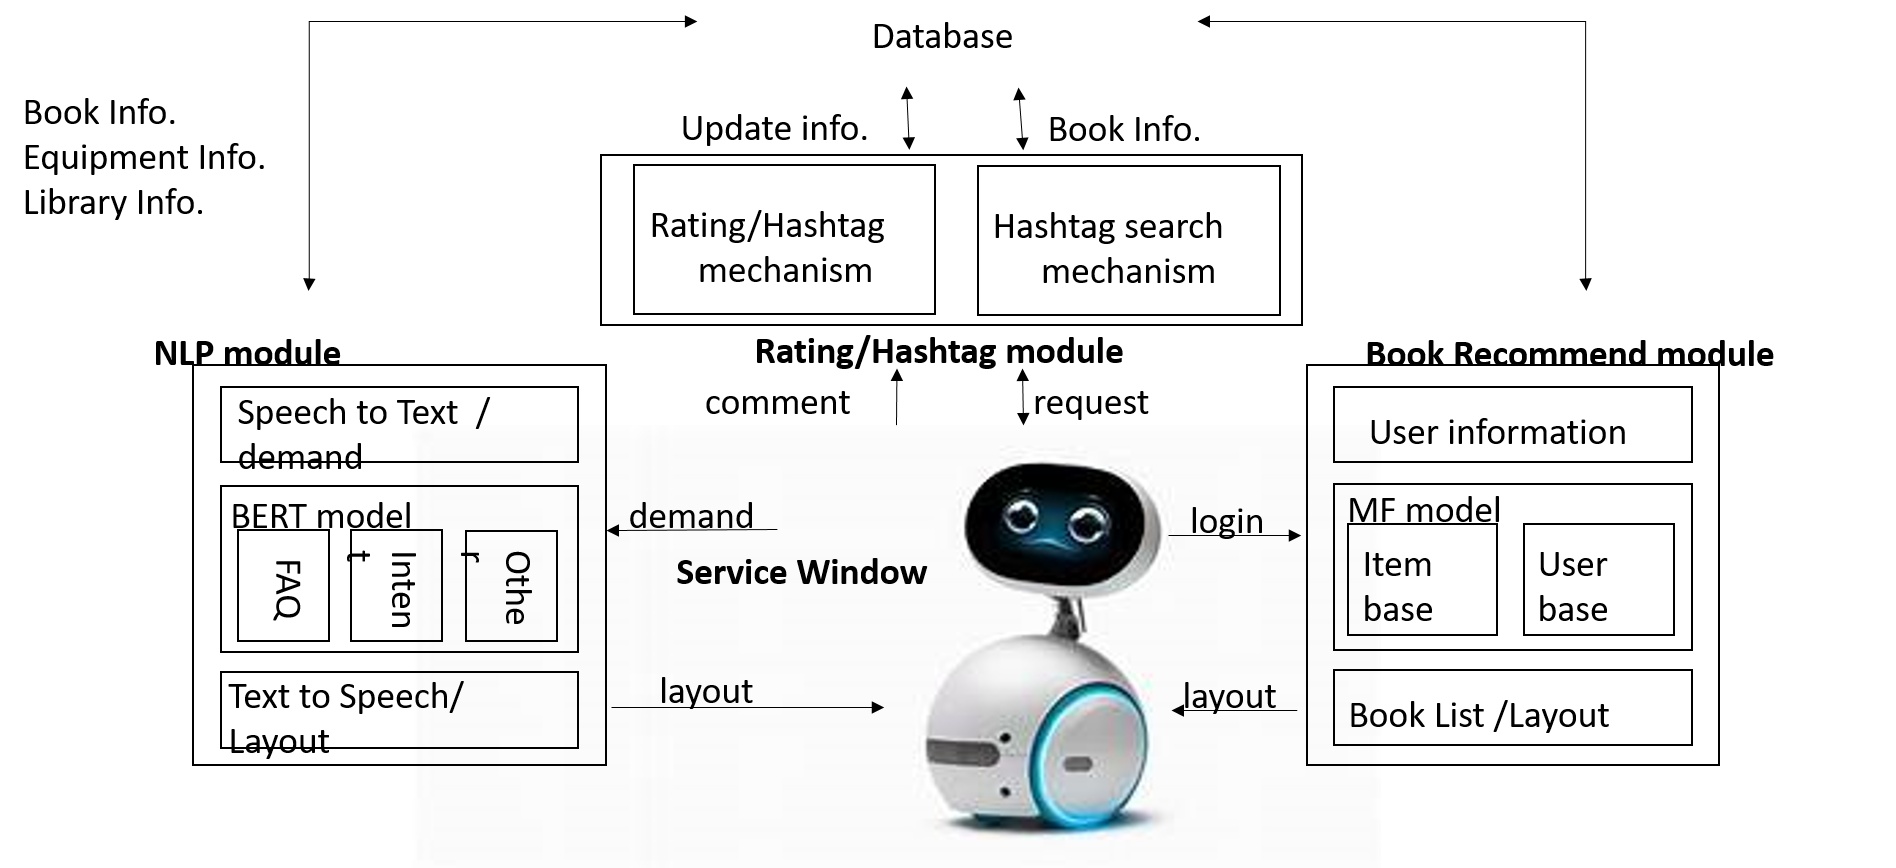 Database
Book Info.
Equipment Info.
Library Info.
Update info.
Book Info.
Rating/Hashtag
mechanism
Hashtag search
mechanism
NLP module
Rating/Hashtag module
Book Recommend module
comment
request
Speech to Text /
demand
BERT model
FAQ
Inten
t
Othe
r
Text to Speech/
Layout
demand
Service Window
layout
login
layout
User information
MF model
Item
base
User
base
Book List /Layout